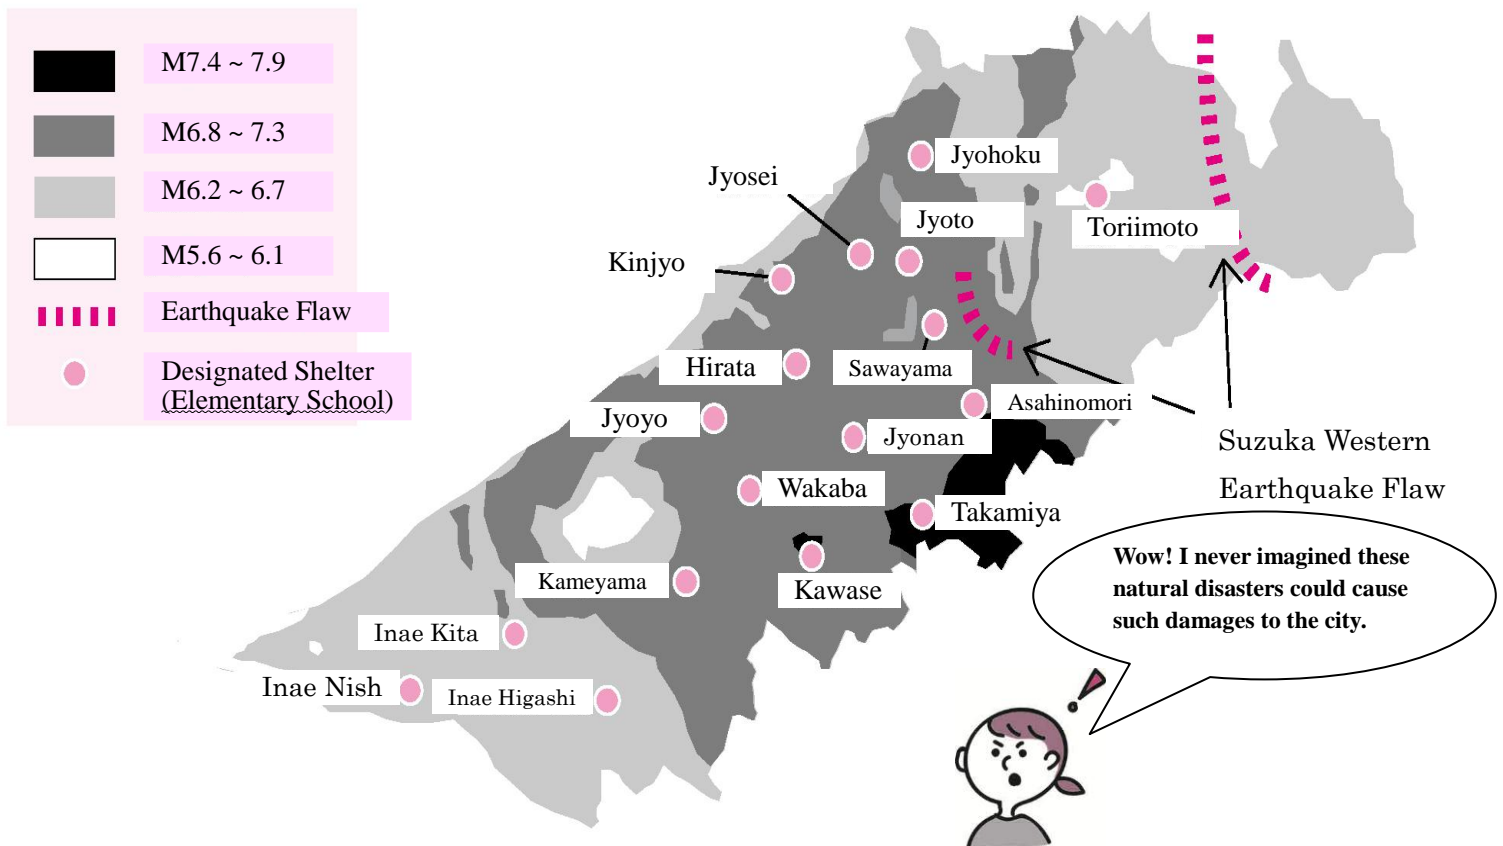 M7.4 ~ 7.9
M6.8 ~ 7.3
M6.2 ~ 6.7
M5.6 ~ 6.1
Earthquake Flaw
Designated Shelter
(Elementary School)
Jyohoku
Jyosei
Jyoto
Toriimoto
Kinjyo
Hirata
Sawayama
Jyoyo
Asahinomori
Jyonan
Suzuka Western
Earthquake Flaw
Wakaba
Takamiya
Kameyama
Kawase
Inae Kita
Inae Nish
Inae Higashi
Wow! I never imagined these
natural disasters could cause
such damages to the city.